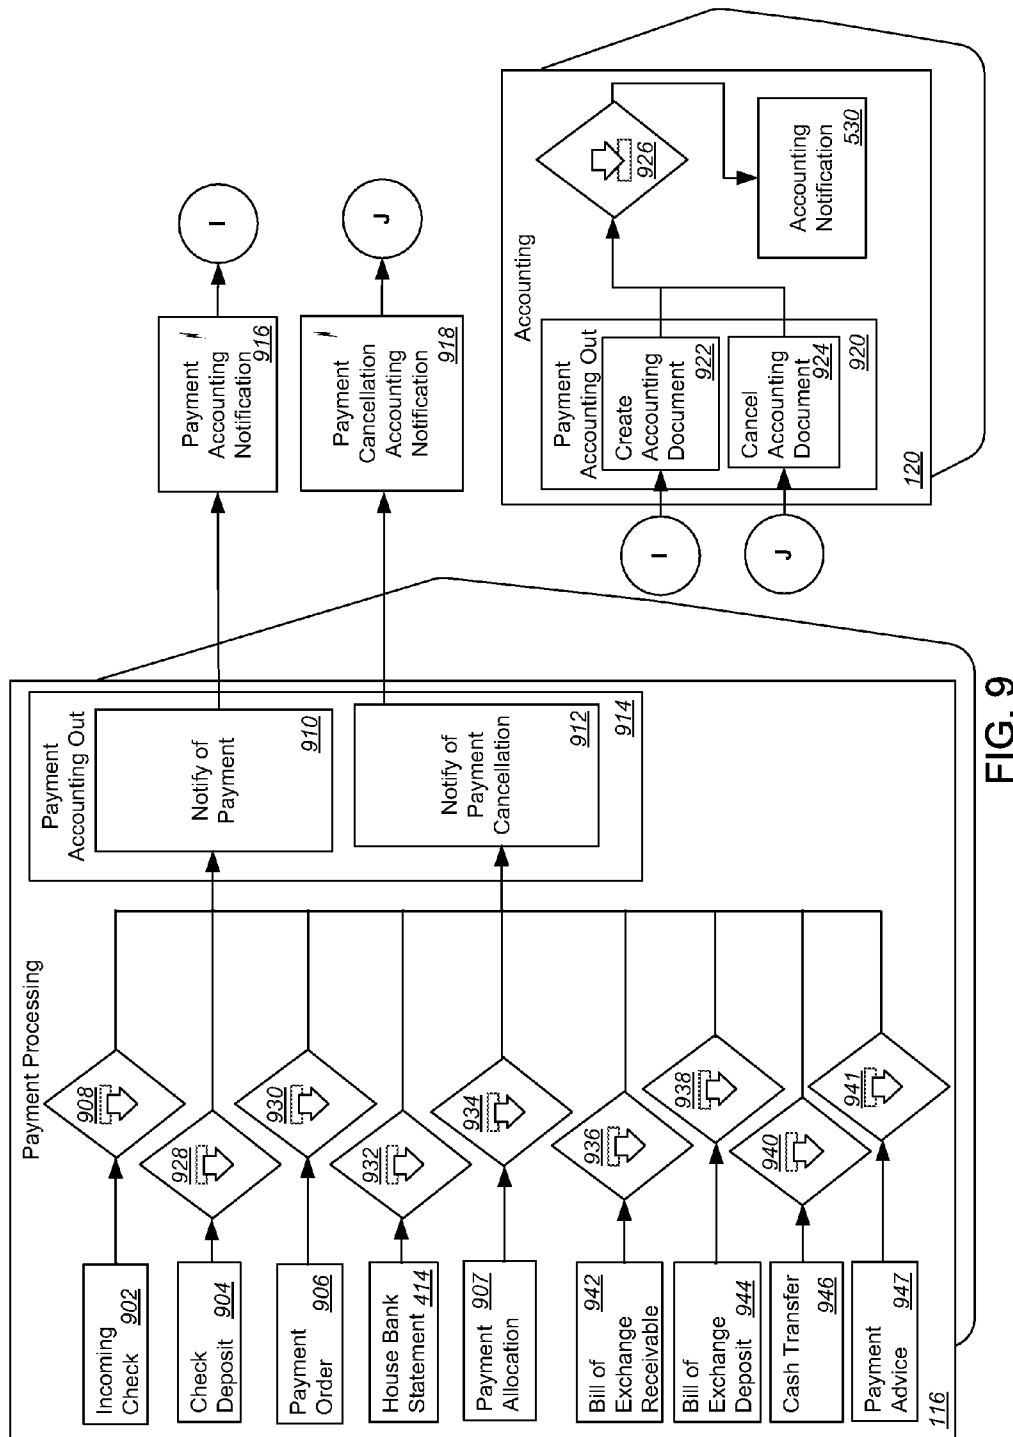 Payment Processing
Incoming
Check
902
Check
Deposit
904
Payment
Order
906
House Bank
Statement
414
Payment
Allocation
907
Bill of
Exchange
Receivable
942
Bill of
Exchange
Deposit
944
Cash Transfer
946
Payment
Advice
947
116
908
928
930
932
934
936
938
940
941
Payment
Accounting Out
Notify of
Payment
910
Notify of
Payment
Cancellation
912
914
Payment
Accounting
Notification
916
Payment
Cancellation
Accounting
Notification
918
I
J
I
J
Accounting
Payment
Accounting Out
Create
Accounting
Document
922
Cancel
Accounting
Document
924
920
120
926
Accounting
Notification
530
FIG. 9